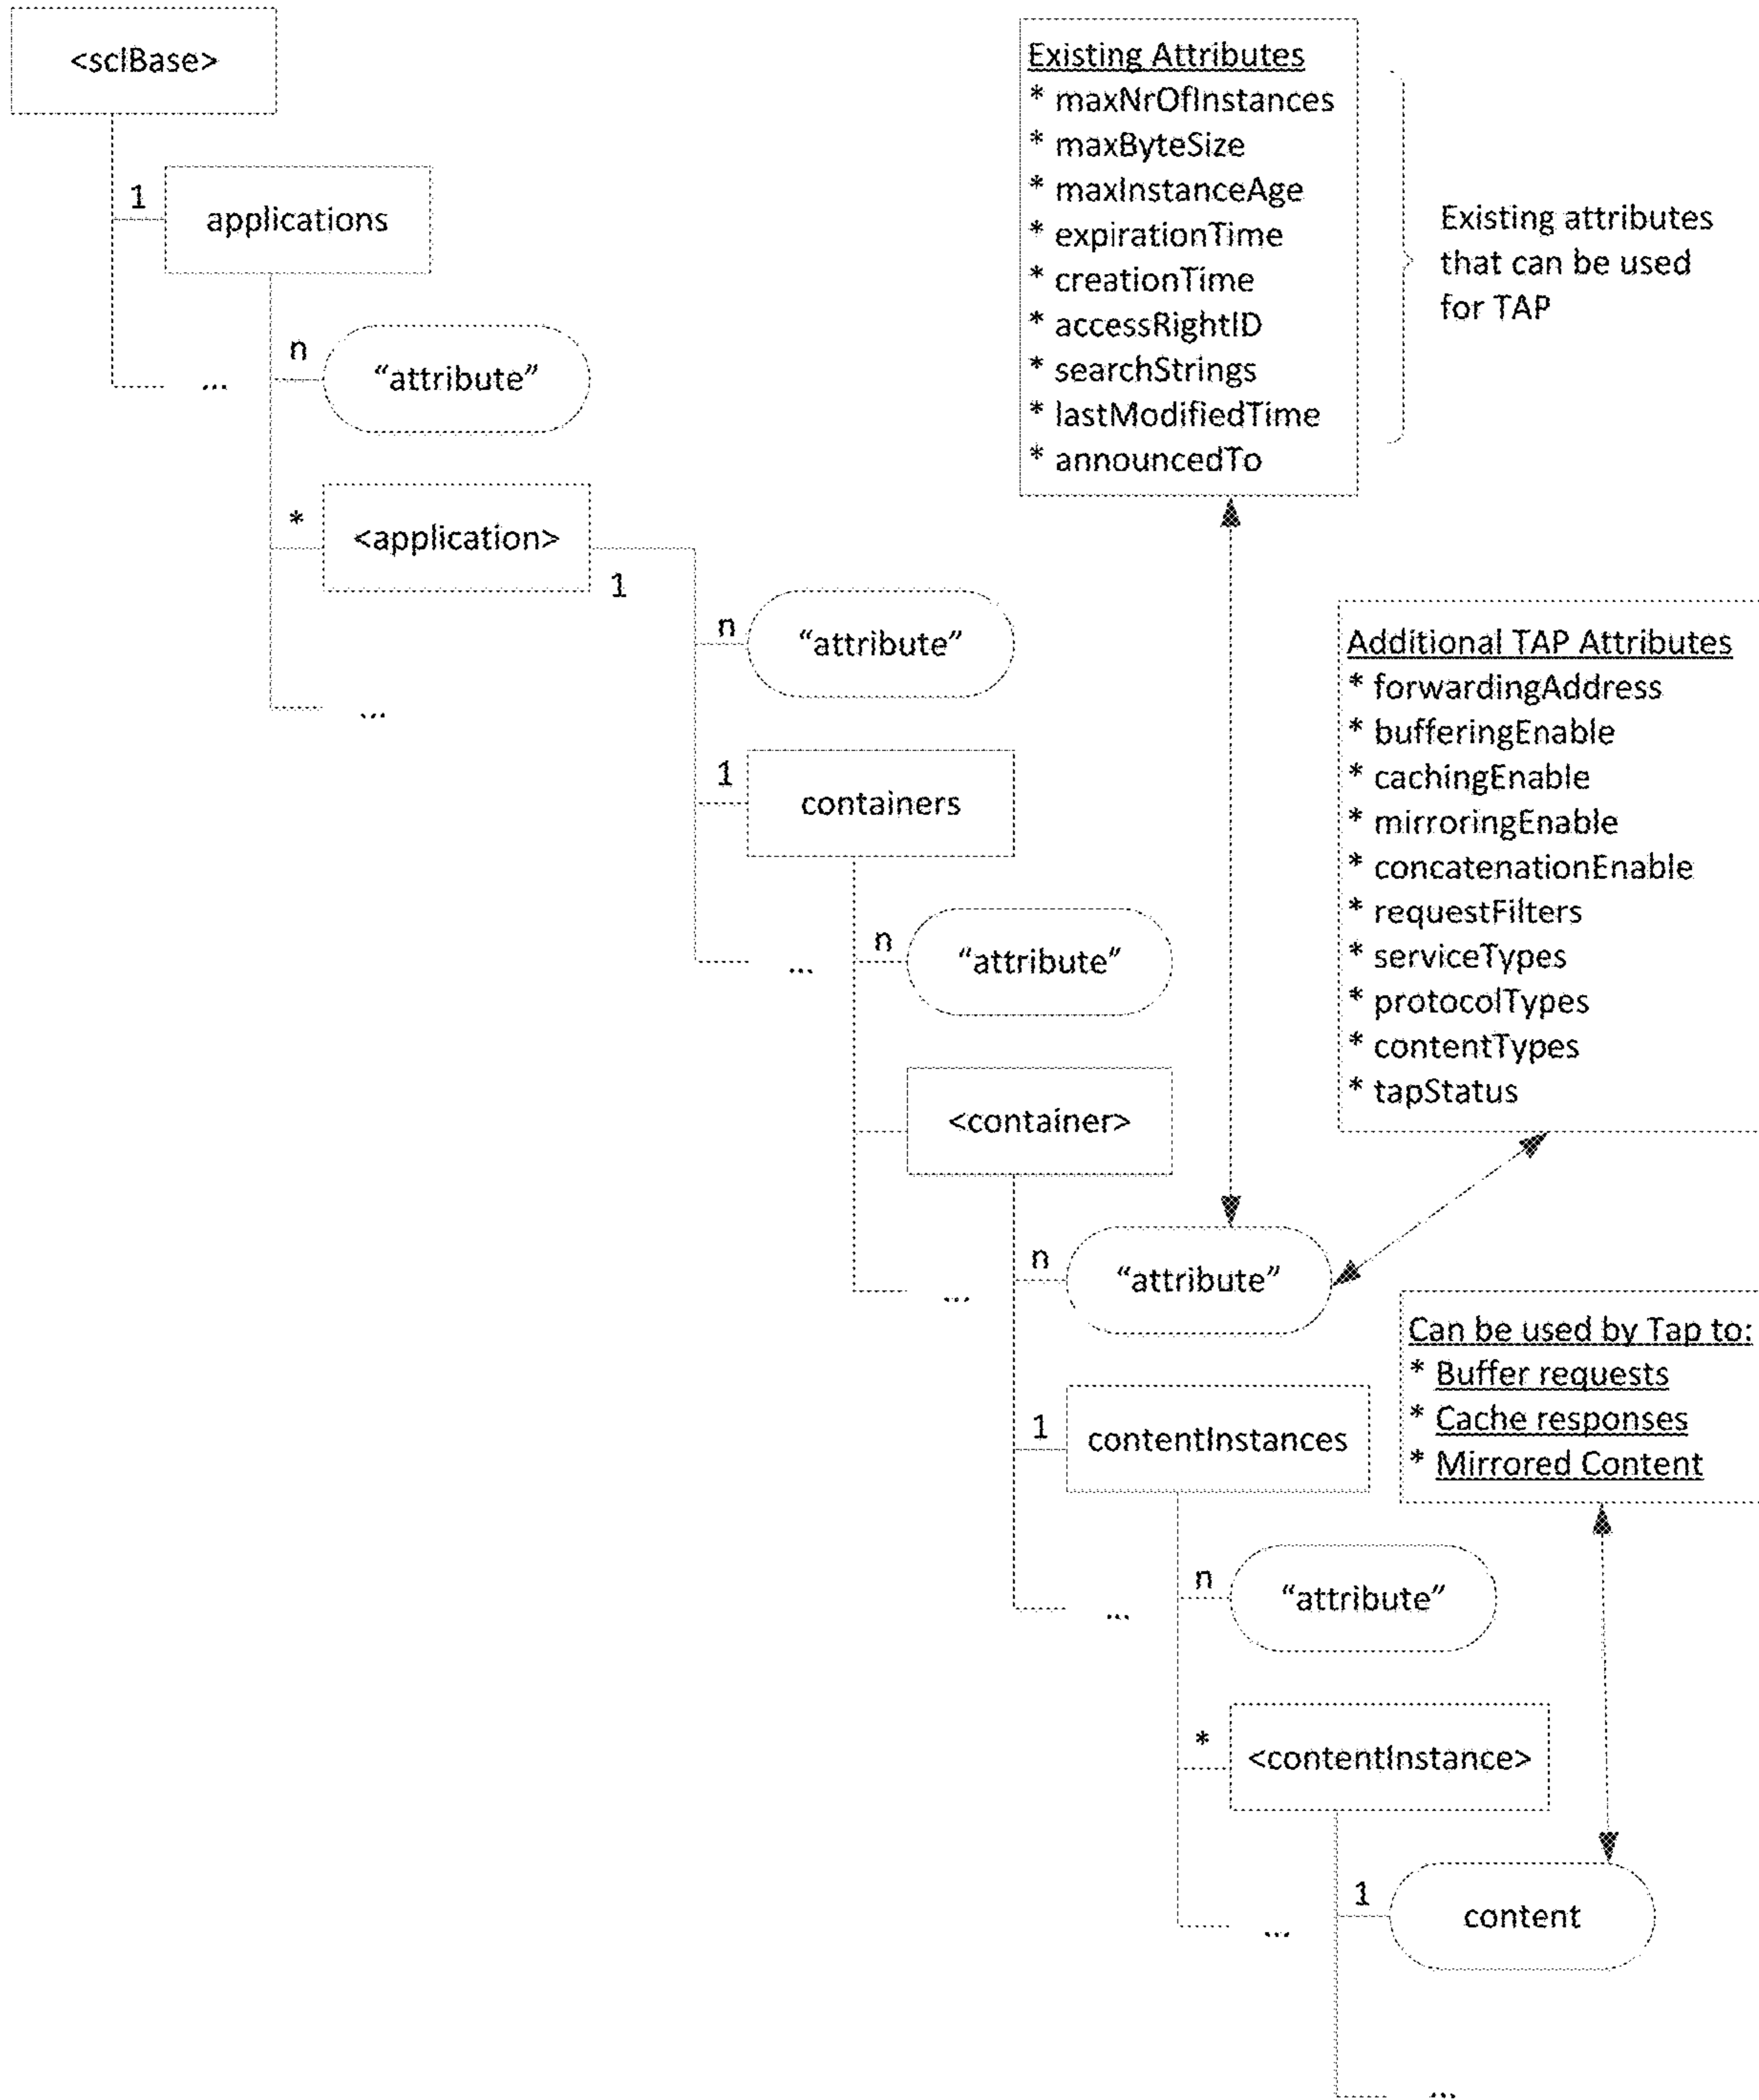 <sclBase>
1
applications
...
n
“attribute”
*
<application>
1
...
n
“attribute”
1
containers
...
n
“attribute”
<container>
...
n
“attribute”
1
contentInstances
...
n
“attribute”
*
<contentInstance>
...
1
content
...
Existing Attributes
* maxNrOfInstances
* maxByteSize
* maxInstanceAge
* expirationTime
* creationTime
* accessRightID
* searchStrings
* lastModifiedTime
* announcedTo
Existing attributes
that can be used
for TAP
Additional TAP Attributes
* forwardingAddress
* bufferingEnable
* cachingEnable
* mirroringEnable
* concatenationEnable
* requestFilters
* serviceTypes
* protocolTypes
* contentTypes
* tapStatus
Can be used by Tap to:
* Buffer requests
* Cache responses
* Mirrored Content